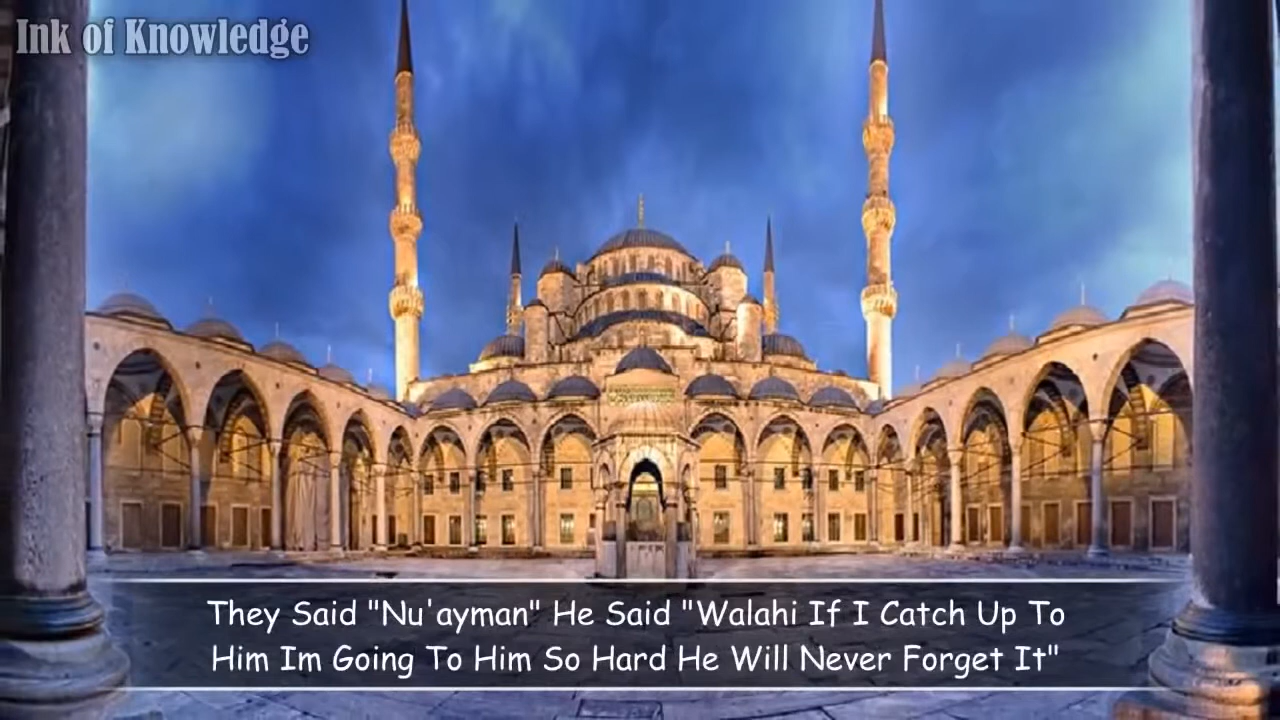 Ink of Knowledge
They Said "Nu'ayman" He Said "Walahi If I Catch Up To
Him Im Going To Him So Hard He Will Never Forget It"